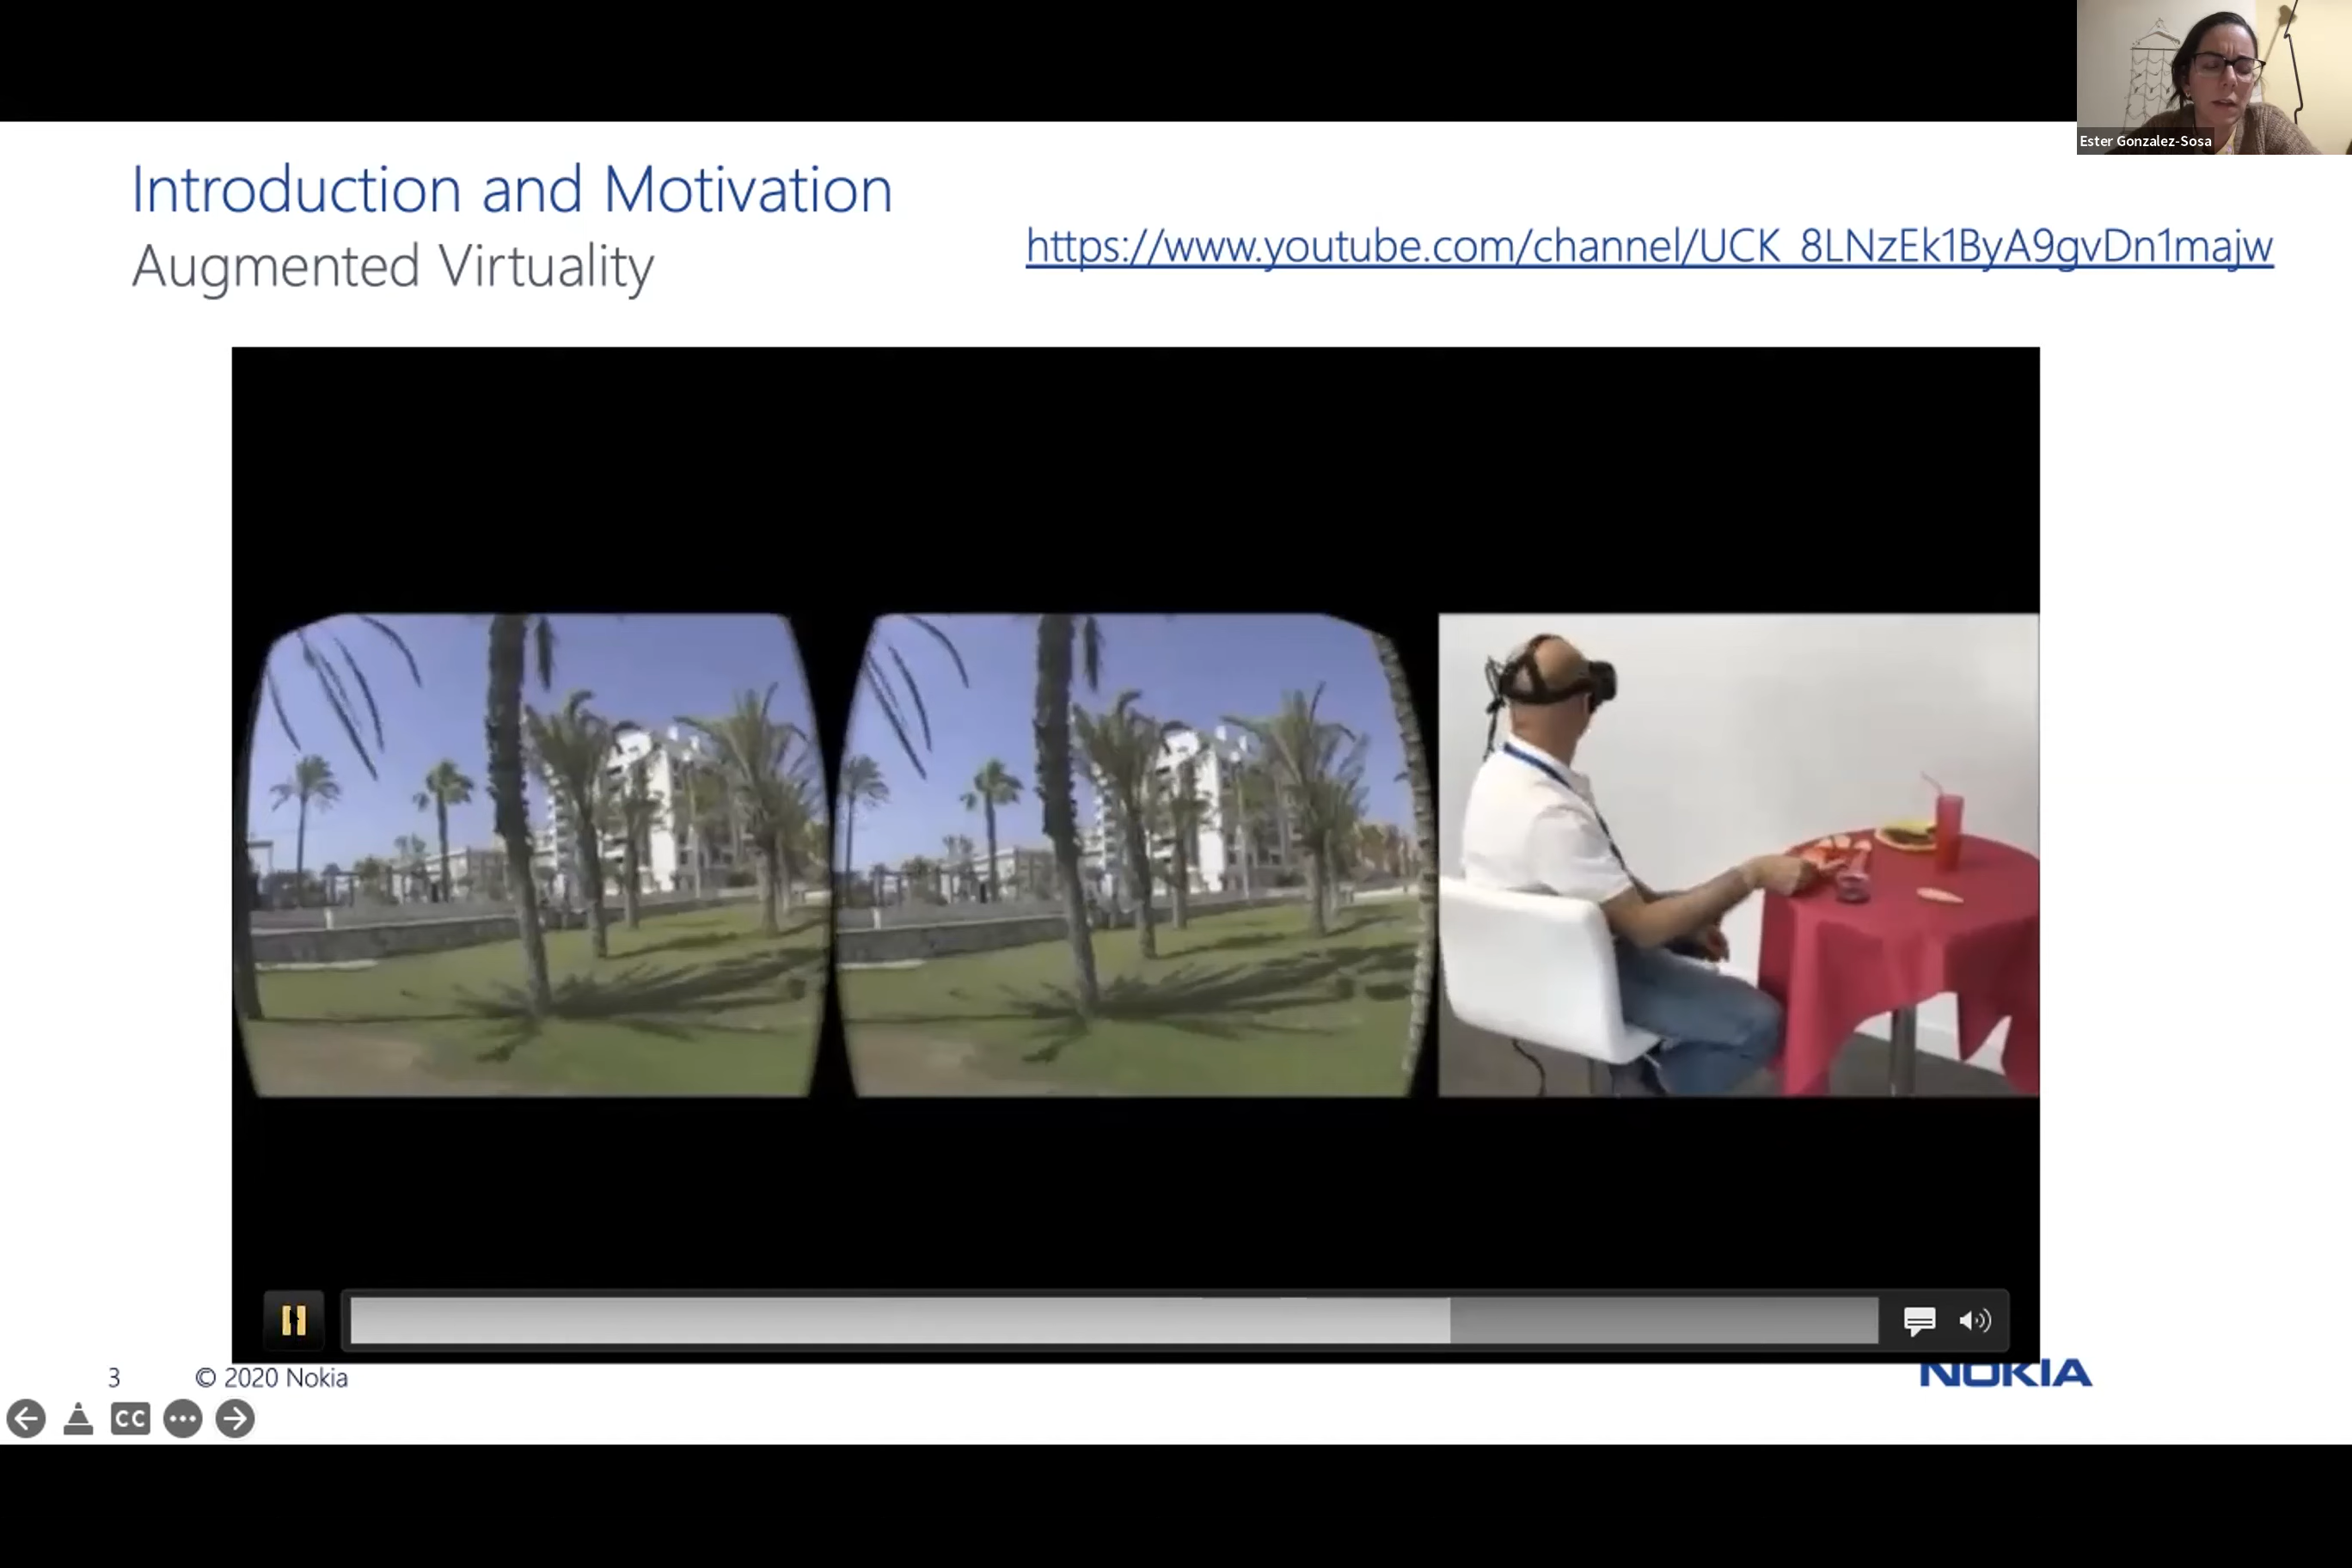 Ester Gonzalez-Sosa
Introduction and Motivation
Augmented Virtuality
https://www.youtube.com/channel/UCK_8LNzEk1ByA9gvDn1majw
3
© 2020 Nokia
NOKIA
CC